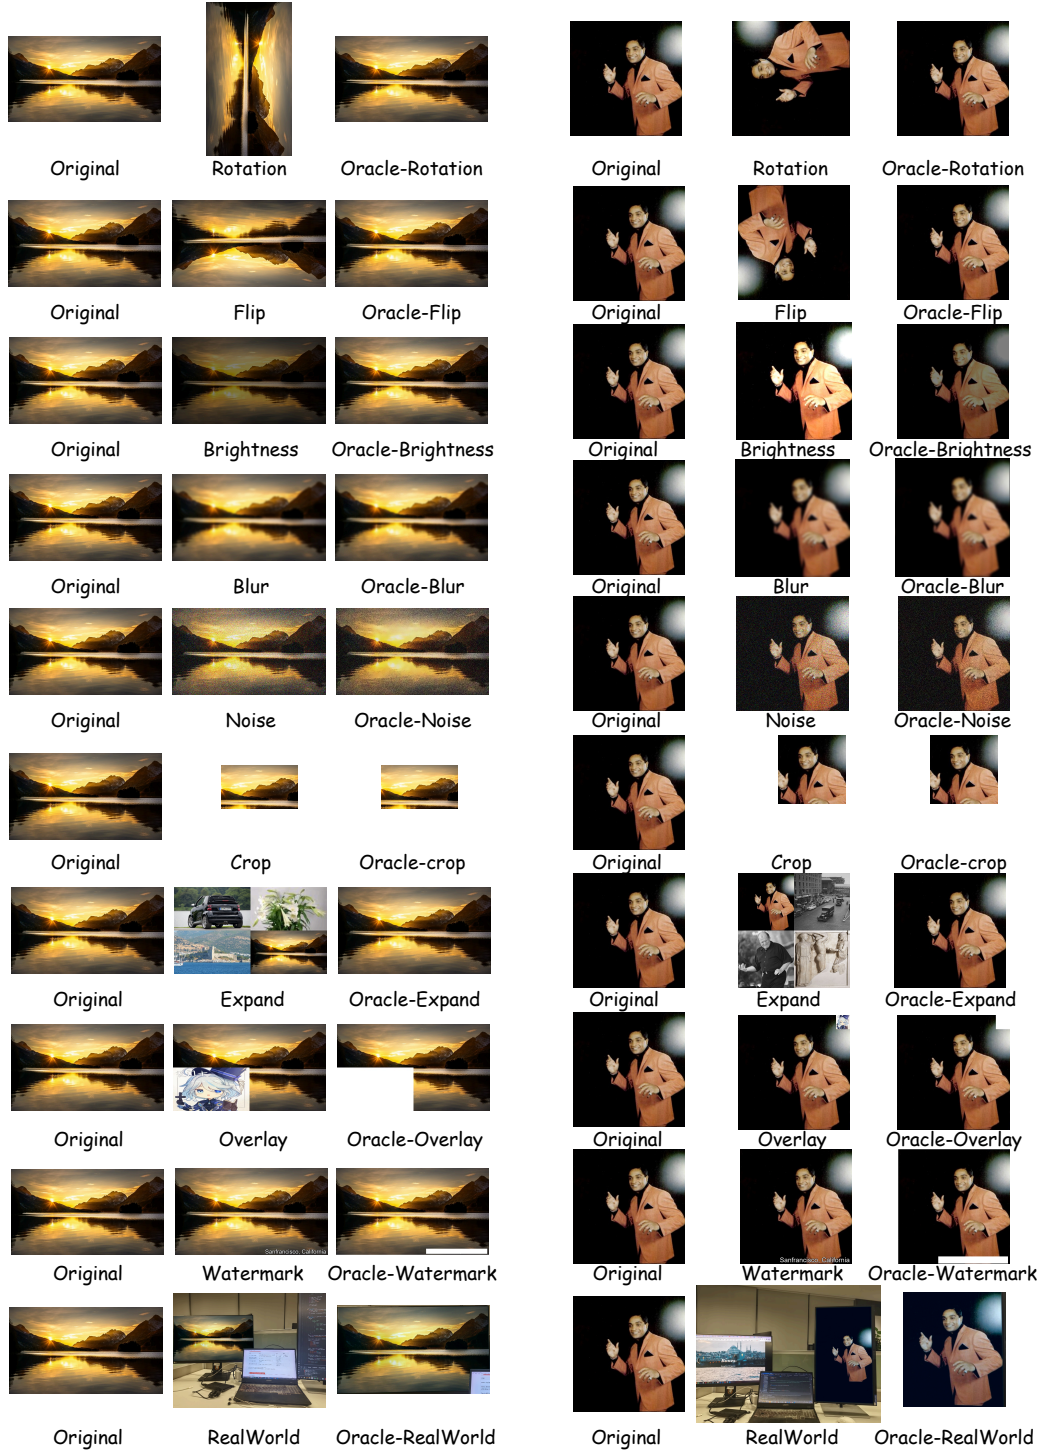 Original Rotation Oracle-Rotation Original Rotation Oracle-Rotation
Original Flip Oracle-Flip Original Flip Oracle-Flip
Original Brightness Oracle-Brightness Original Brightness Oracle-Brightness
Original Blur Oracle-Blur Original Blur Oracle-Blur
Original Noise Oracle-Noise Original Noise Oracle-Noise
Original Crop Oracle-crop Original Crop Oracle-crop
Original Expand Oracle-Expand Original Expand Oracle-Expand
Original Overlay Oracle-Overlay Original Overlay Oracle-Overlay
Sanfrancisco, California
Sanfrancisco, California
Original Watermark Oracle-Watermark Original Watermark Oracle-Watermark
Original RealWorld Oracle-RealWorld Original RealWorld Oracle-RealWorld